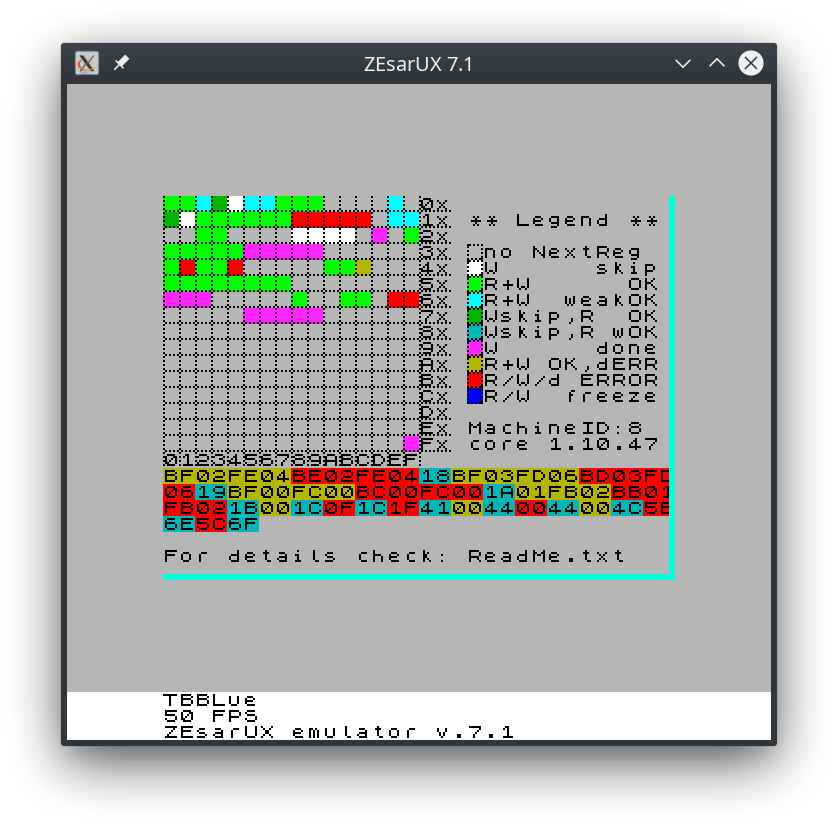 ZEsarUX 7.1
0x.
1x. ** Legend **
2x.
3x. no NextReg
4x. W skip
5x. R+W OK
6x. R+W weakOK
7x. Wskip,R OK
8x. Wskip,R wOK
9x. W done
Ax. R+W OK,dERR
Bx. R/W/d ERROR
Cx. R/W freeze
Dx.
Ex. MachineID:8
Fx. core 1.10.47
0123456789ABCDEF
BF02FE04BE02FE0418BF03FD06BD03FD
0619BF00FC00BC00FC001A01FB02BB01
FB021B001C0F1C1F4100440044004C5E
6E5C6F
For details check: ReadMe.txt
TBBLue
50 FPS
ZEsarUX emulator v.7.1